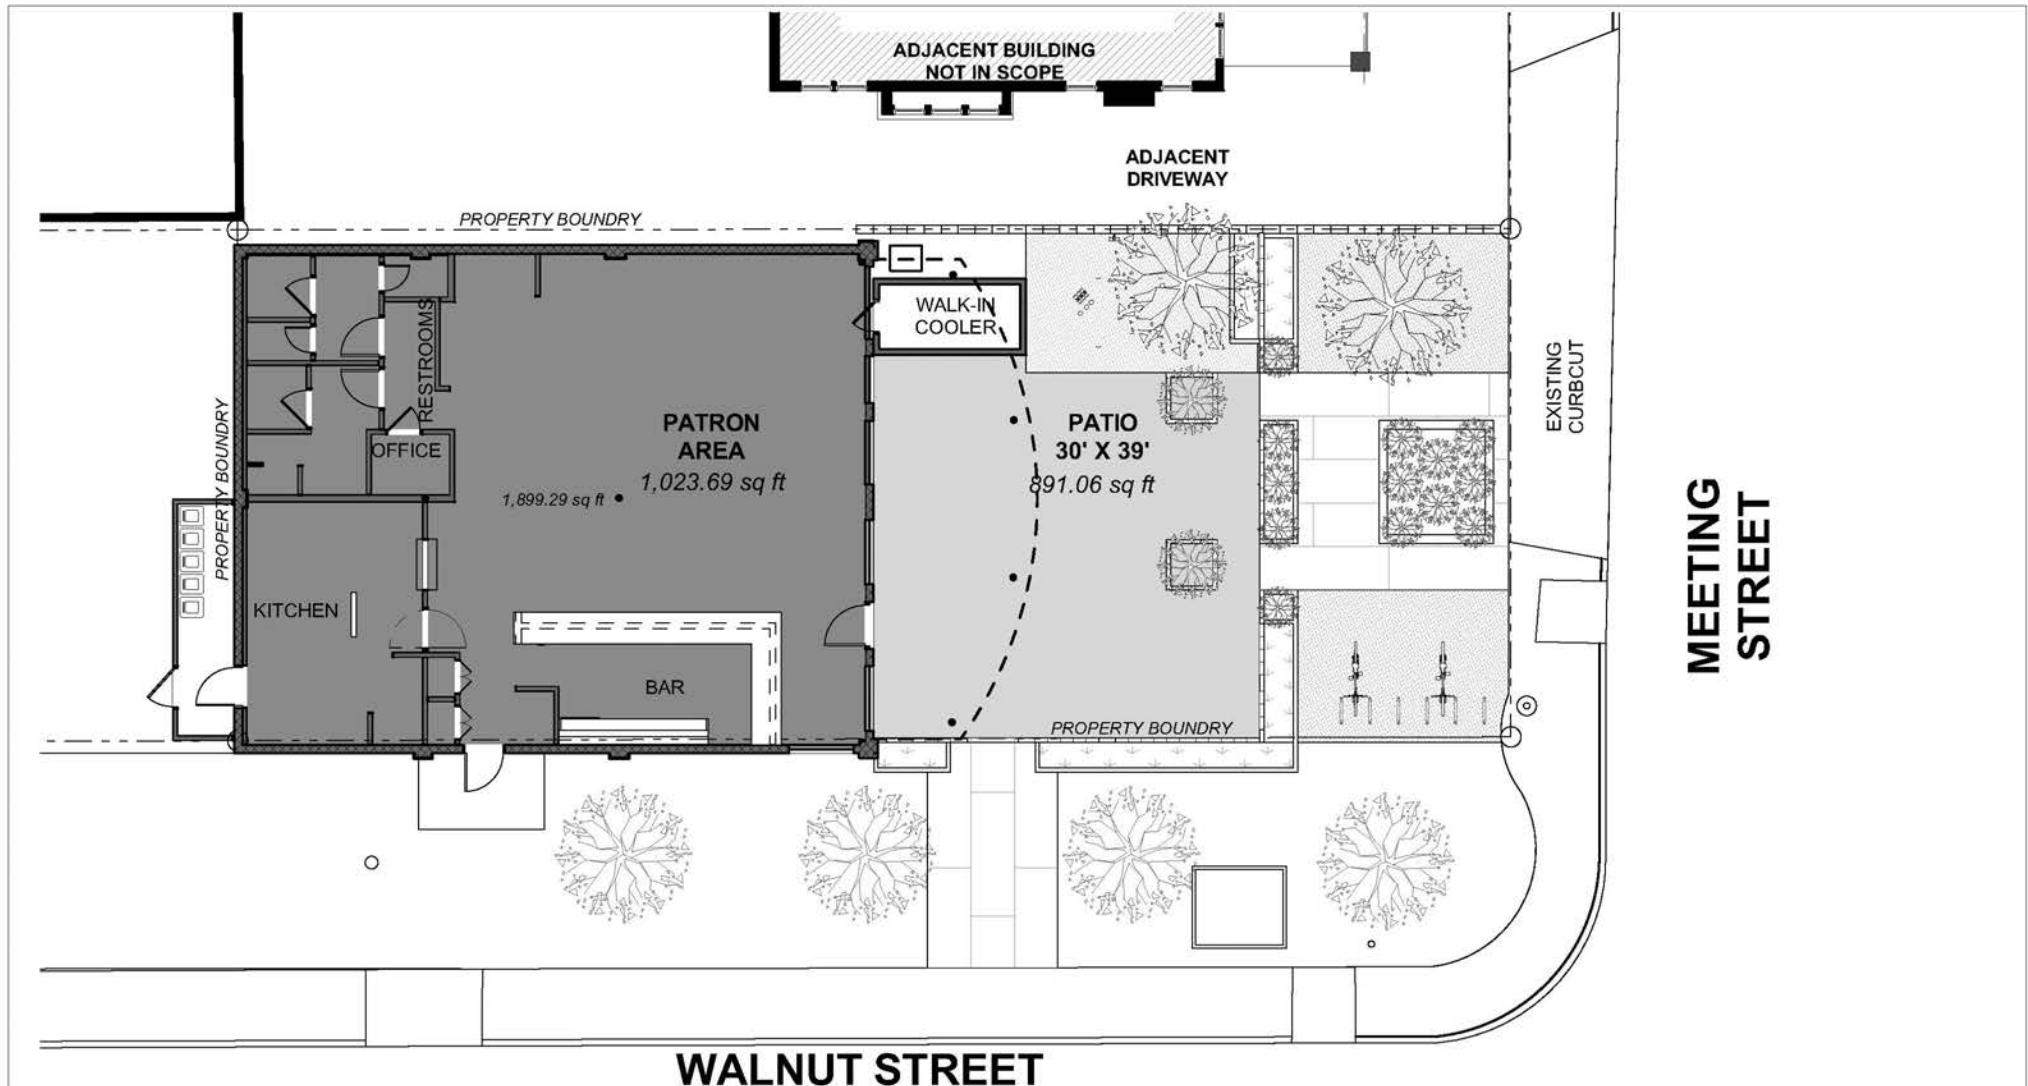 ADJACENT BUILDING
NOT IN SCOPE
ADJACENT
DRIVEWAY
PROPERTY BOUNDRY
WALK-IN
COOLER
RESTROOMS
EXISTING
CURBCUT
PATRON
AREA
1,023.69 sq ft
PATIO
30' X 39'
891.06 sq ft
OFFICE
PROPERTY BOUNDRY
1,899.29 sq ft
MEETING
STREET
KITCHEN
BAR
PROPERTY BOUNDRY
WALNUT STREET